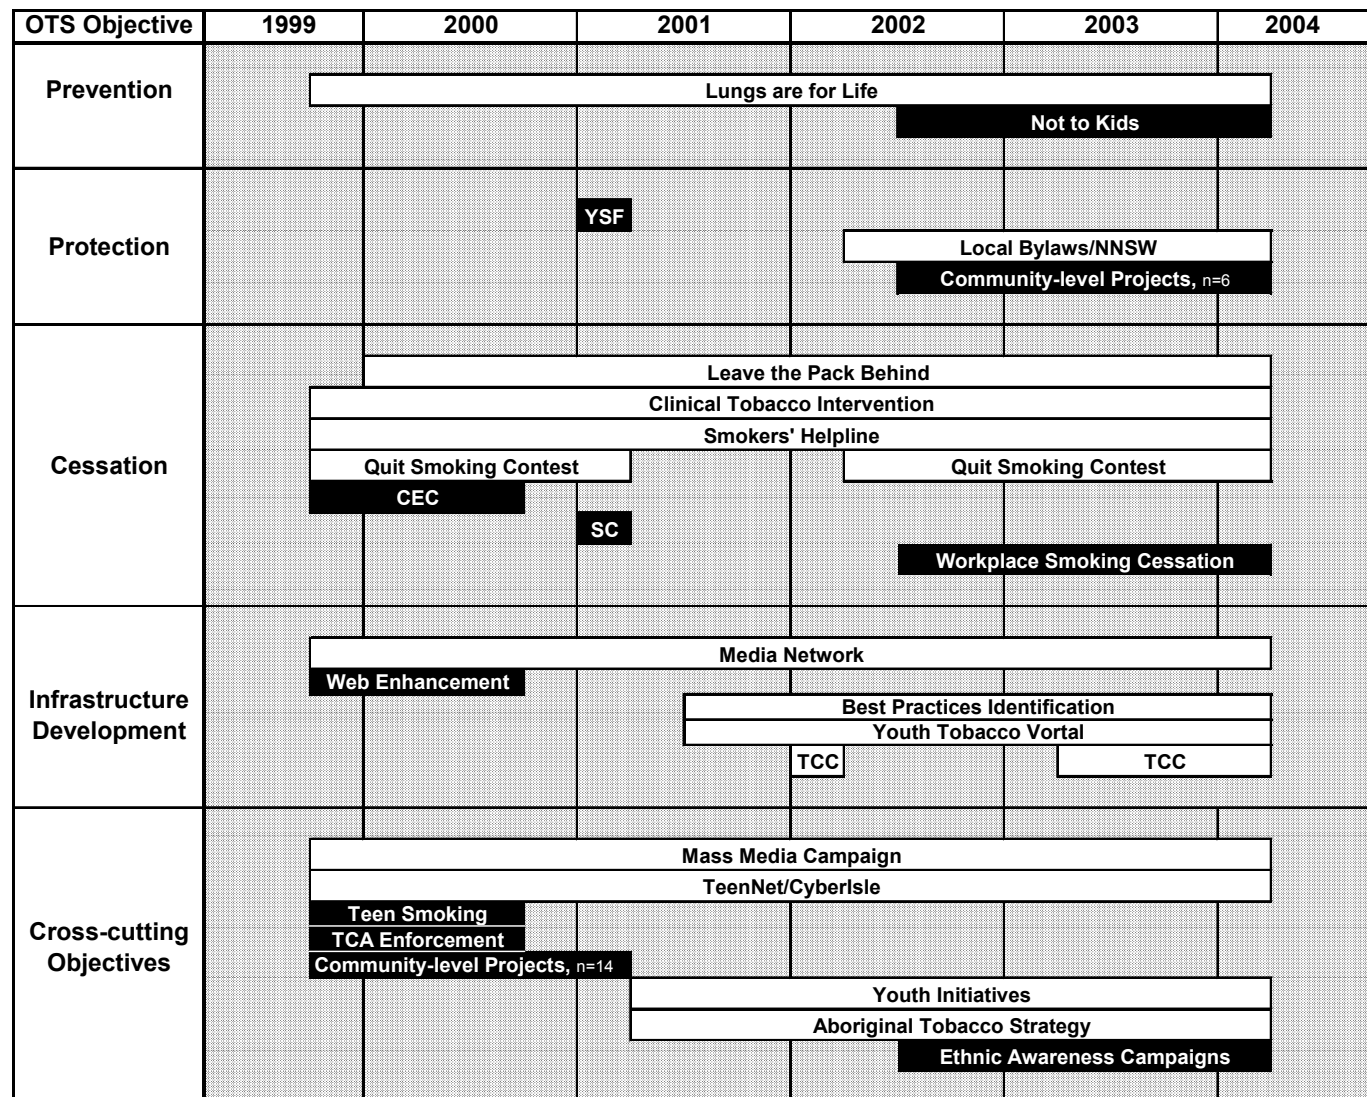 OTS Objective 1999 2000 2001 2002 2003 2004
Prevention
Lungs are for Life
Not to Kids
Protection
YSF
Local Bylaws/NNSW
Community-level Projects, n=6
Cessation
Leave the Pack Behind
Clinical Tobacco Intervention
Smokers' Helpline
Quit Smoking Contest Quit Smoking Contest
CEC
SC
Workplace Smoking Cessation
Infrastructure
Development
Media Network
Web Enhancement
Best Practices Identification
Youth Tobacco Vortal
TCC TCC
Cross-cutting
Objectives
Mass Media Campaign
TeenNet/CyberIsle
Teen Smoking
TCA Enforcement
Community-level Projects, n=14
Youth Initiatives
Aboriginal Tobacco Strategy
Ethnic Awareness Campaigns